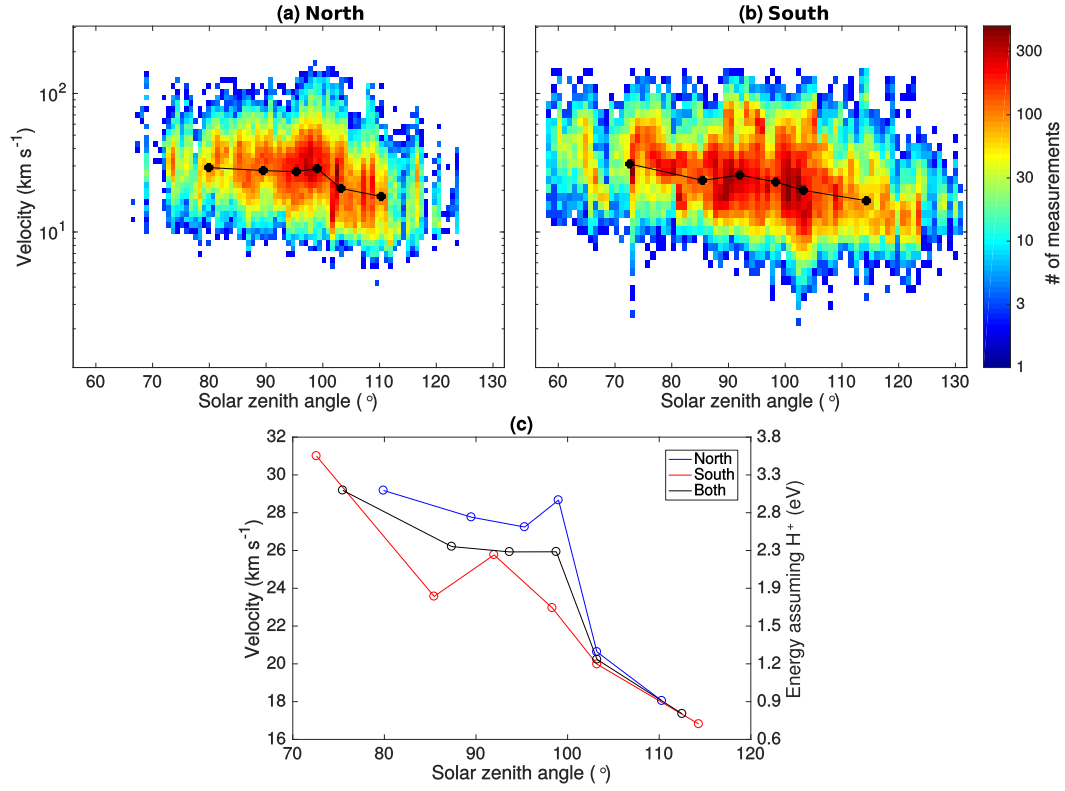 (a) North
(b) South
Velocity (km s-1)
10²
10¹
60 70 80 90 100 110 120 130
Solar zenith angle (°)
60 70 80 90 100 110 120 130
Solar zenith angle (°)
300
100
30
10
3
1
# of measurements
(c)
Velocity (km s-1)
32
30
28
26
24
22
20
18
16
70 80 90 100 110 120
Solar zenith angle (°)
North
South
Both
3.8
3.3
2.8
2.3
1.9
1.5
1.2
0.9
0.6
Energy assuming H+ (eV)